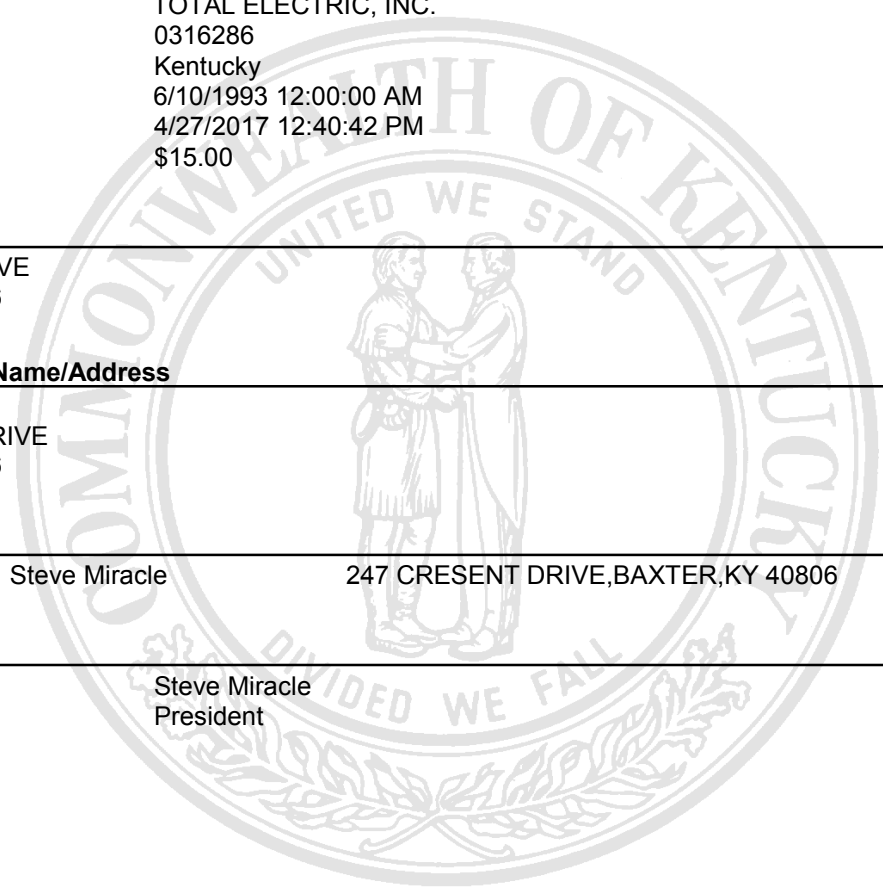 TOTAL ELECTRIC, INC.
0316286
Kentucky
6/10/1993 12:00:00 AM
4/27/2017 12:40:42 PM
$15.00
COMMONWEALTH OF KENTUCKY
UNITED WE STAND
VE
Name/Address
RIVE
Steve Miracle 247 CRESENT DRIVE,BAXTER,KY 40806
Steve Miracle
President
DIVIDED WE FALL